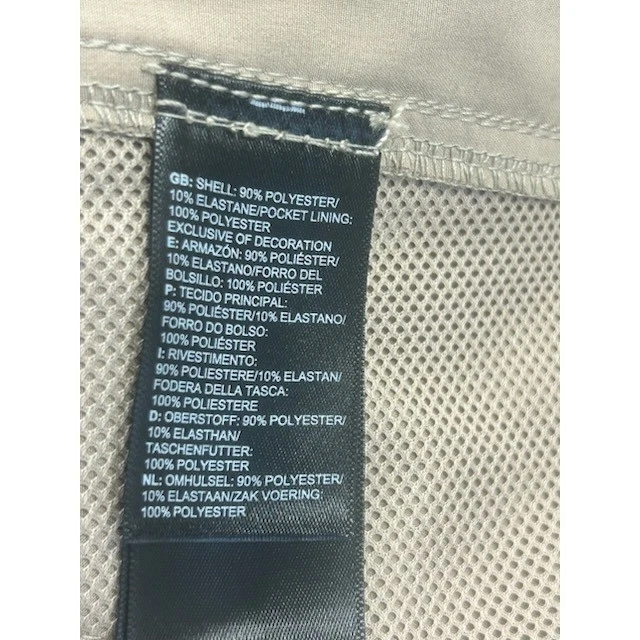 GB: SHELL: 90% POLYESTER/
10% ELASTANE/POCKET LINING:
100% POLYESTER
EXCLUSIVE OF DECORATION
E: ARMAZÓN: 90% POLIÉSTER/
10% ELASTANO/FORRO DEL
BOLSILLO: 100% POLIÉSTER
P: TECIDO PRINCIPAL:
90% POLIÉSTER/10% ELASTANO/
FORRO DO BOLSO:
100% POLIÉSTER
I: RIVESTIMENTO:
90% POLIESTERE/10% ELASTAN/
FODERA DELLA TASCA:
100% POLIESTERE
D: OBERSTOFF: 90% POLYESTER/
10% ELASTHAN/
TASCHENFUTTER:
100% POLYESTER
NL: OMHULSEL: 90% POLYESTER/
10% ELASTAAN/ZAK VOERING:
100% POLYESTER